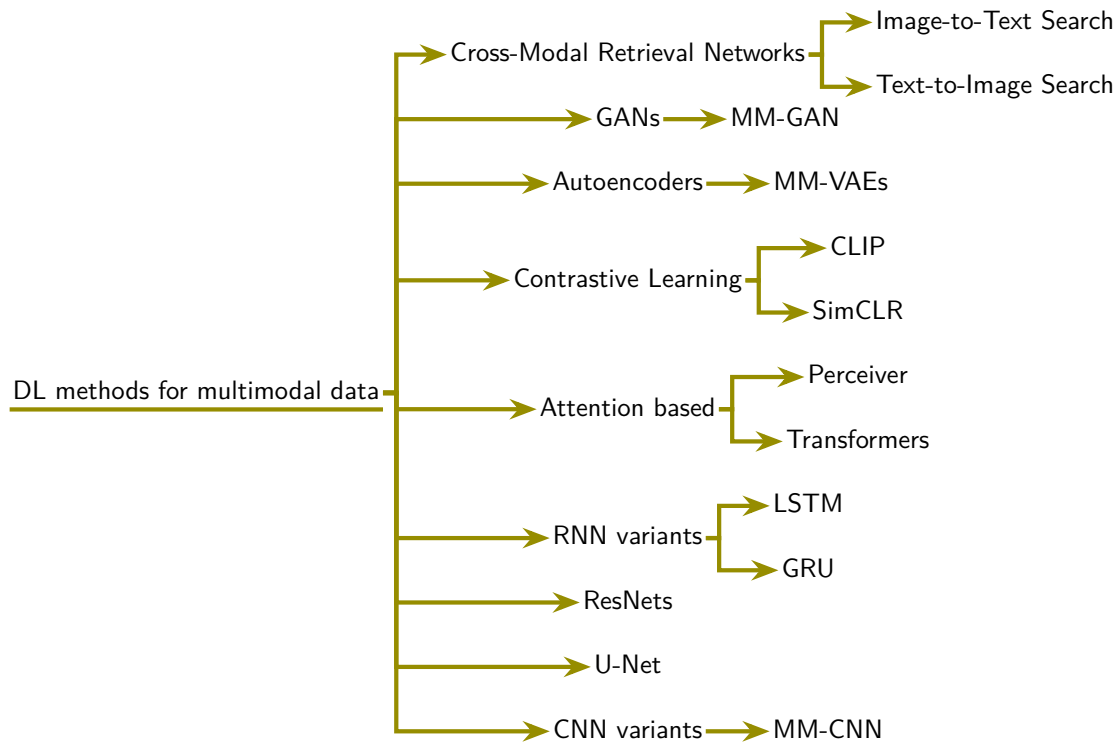 DL methods for multimodal data
Cross-Modal Retrieval Networks
Image-to-Text Search
Text-to-Image Search
GANs
MM-GAN
Autoencoders
MM-VAEs
Contrastive Learning
CLIP
SimCLR
Attention based
Perceiver
Transformers
RNN variants
LSTM
GRU
ResNets
U-Net
CNN variants
MM-CNN